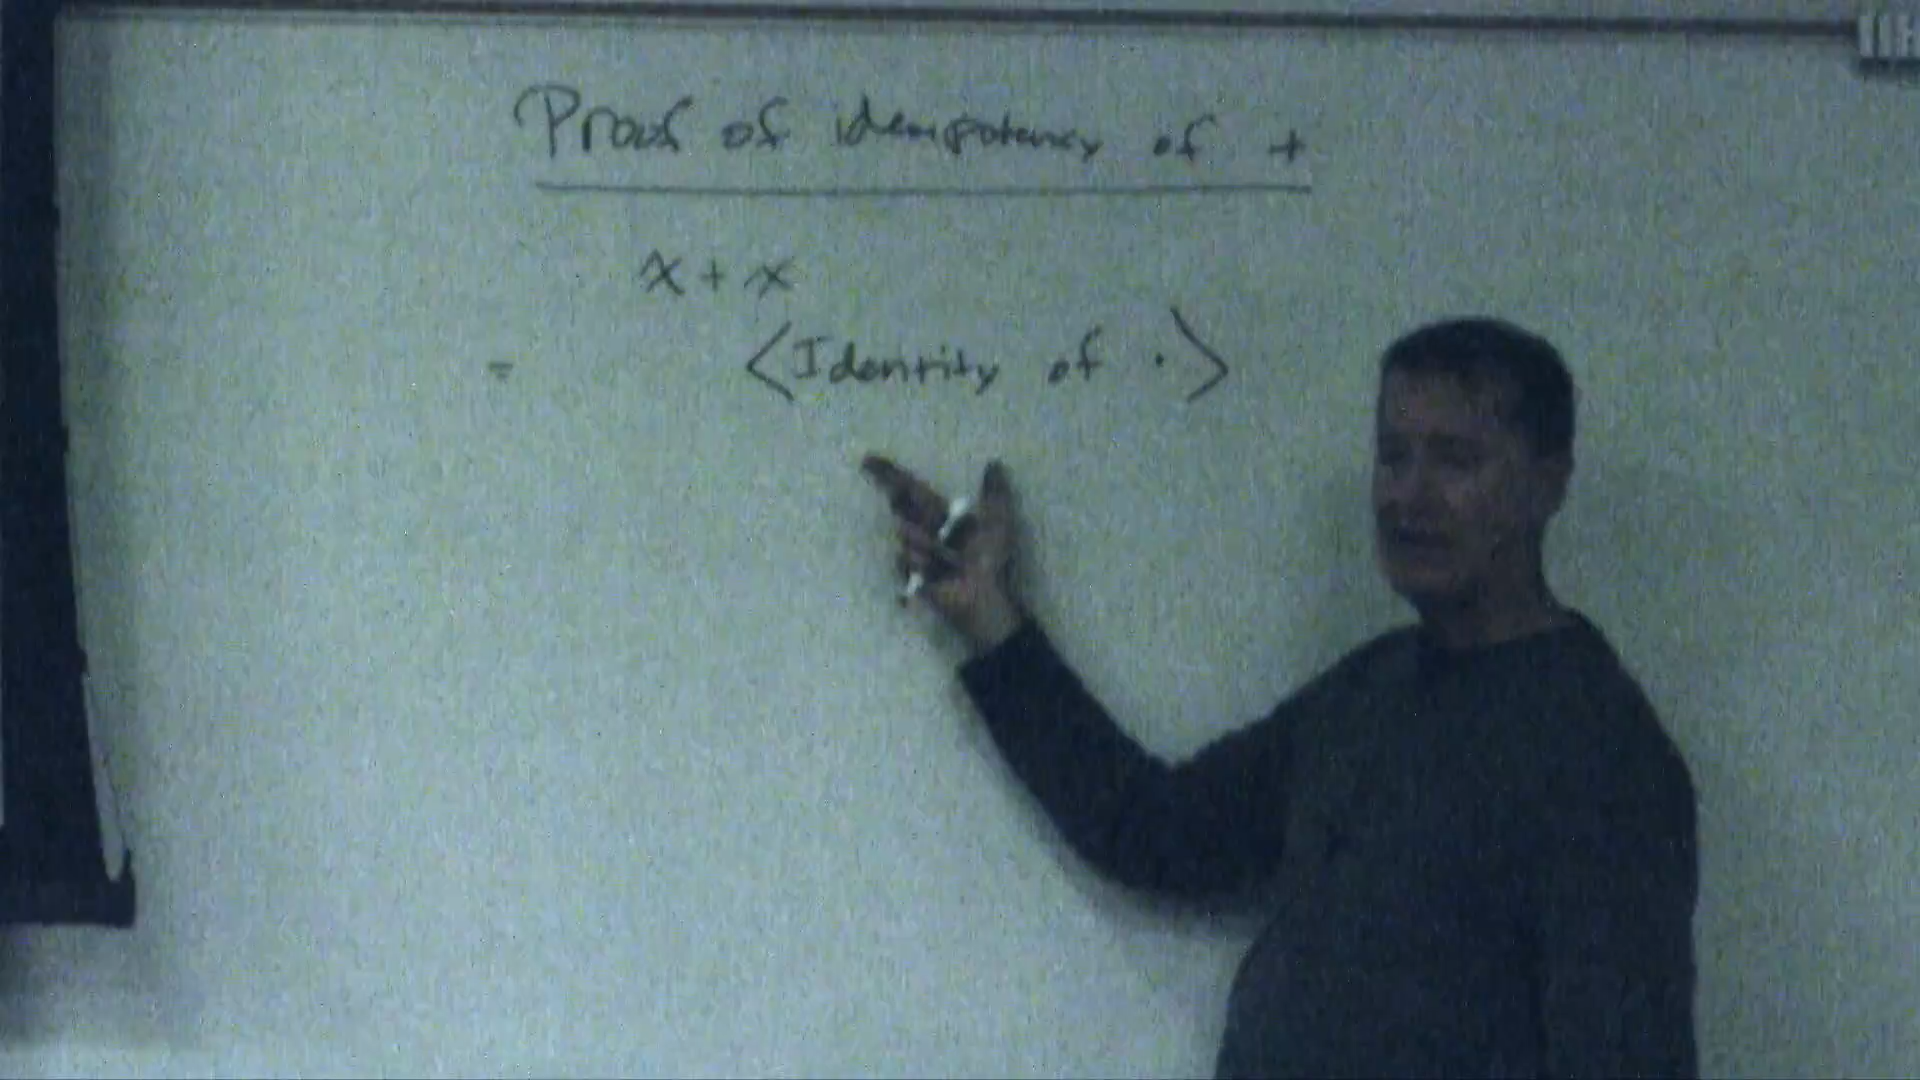 Proof of idempotency of +
x + x
= ⟨Identity of ·⟩